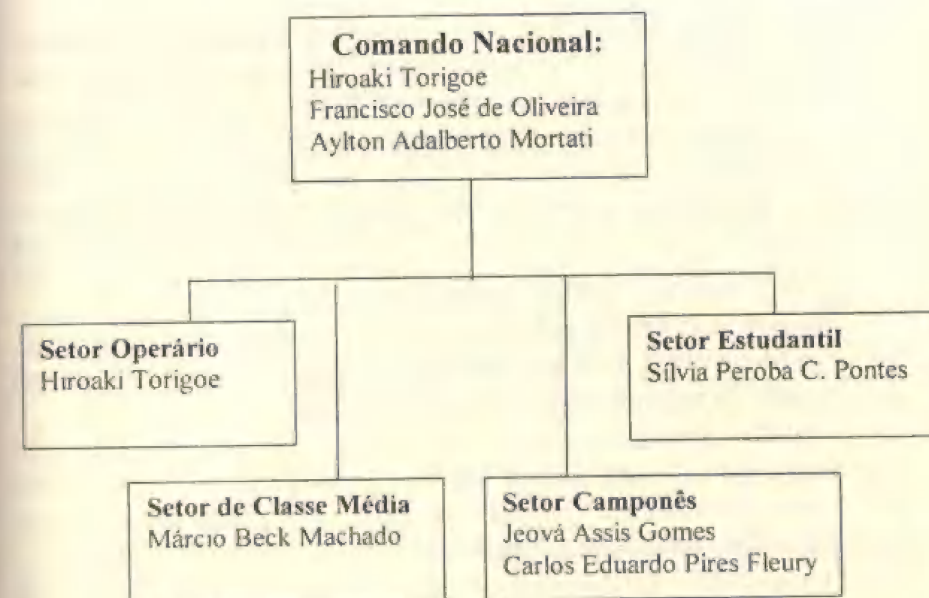 Comando Nacional:
Hiroaki Torigoe
Francisco José de Oliveira
Aylton Adalberto Mortati
Setor Operário
Hiroaki Torigoe
Setor Estudantil
Sílvia Peroba C. Pontes
Setor de Classe Média
Márcio Beck Machado
Setor Camponês
Jeová Assis Gomes
Carlos Eduardo Pires Fleury